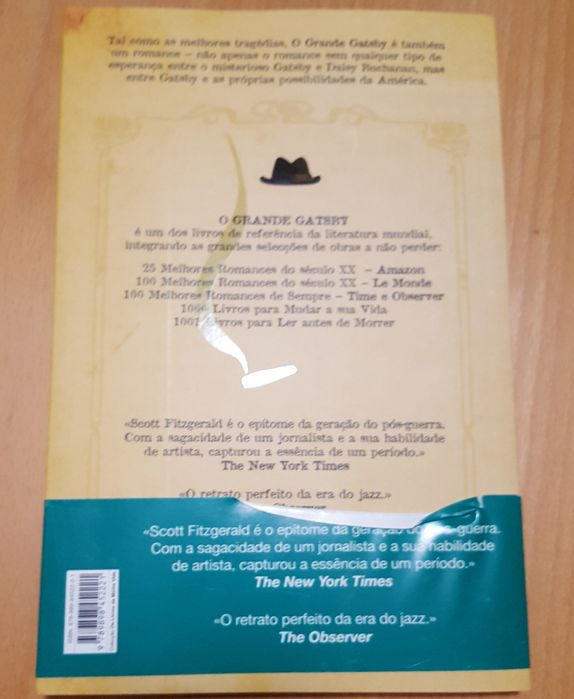 Tal como as melhores tragédias, O Grande Gatsby é também
um romance – não apenas o romance sem qualquer tipo de
esperança entre o misterioso Gatsby e Daisy Buchanan, mas
entre Gatsby e as próprias possibilidades da América.
O GRANDE GATSBY
é um dos livros de referência da literatura mundial,
integrando as grandes selecções de obras a não perder:
25 Melhores Romances do século XX – Amazon
100 Melhores Romances do século XX – Le Monde
100 Melhores Romances de Sempre – Time e Observer
Livros para Mudar a sua Vida
1001 Livros para Ler antes de Morrer
«Scott Fitzgerald é o epítome da geração do pós-guerra.
Com a sagacidade de um jornalista e a sua habilidade
de artista, capturou a essência de um período.»
The New York Times
«O retrato perfeito da era do jazz.»
Observer
«Scott Fitzgerald é o epítome da geração do pós-guerra.
Com a sagacidade de um jornalista e a sua habilidade
de artista, capturou a essência de um período.»
The New York Times
«O retrato perfeito da era do jazz.»
The Observer